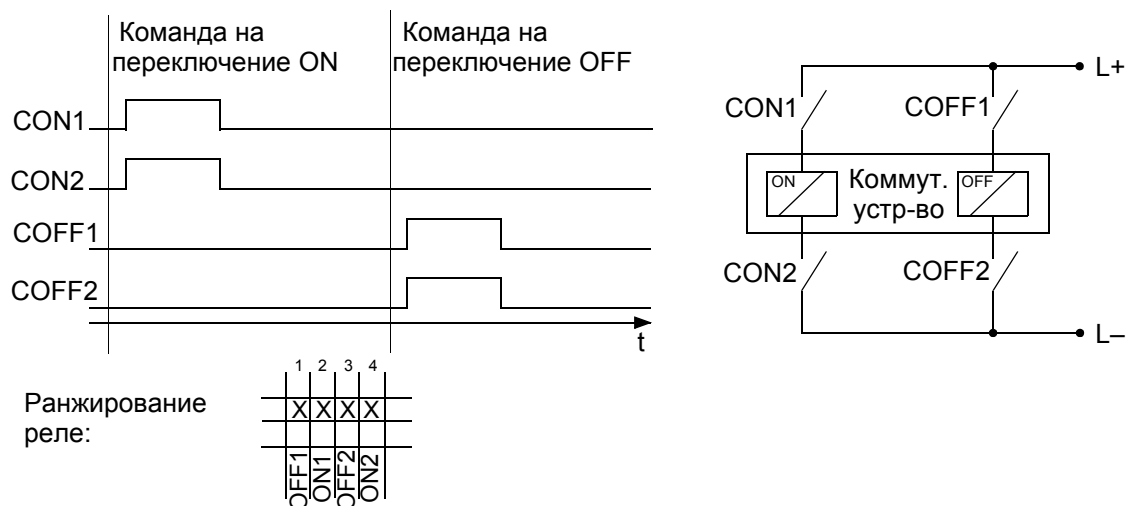 Команда на
переключение ON
Команда на
переключение OFF
CON1
CON2
COFF1
COFF2
t
L+
CON1
COFF1
ON
Коммут.
устр-во
OFF
CON2
COFF2
L–
Ранжирование
реле:
1 2 3 4
X X X X
OFF1
ON1
OFF2
ON2